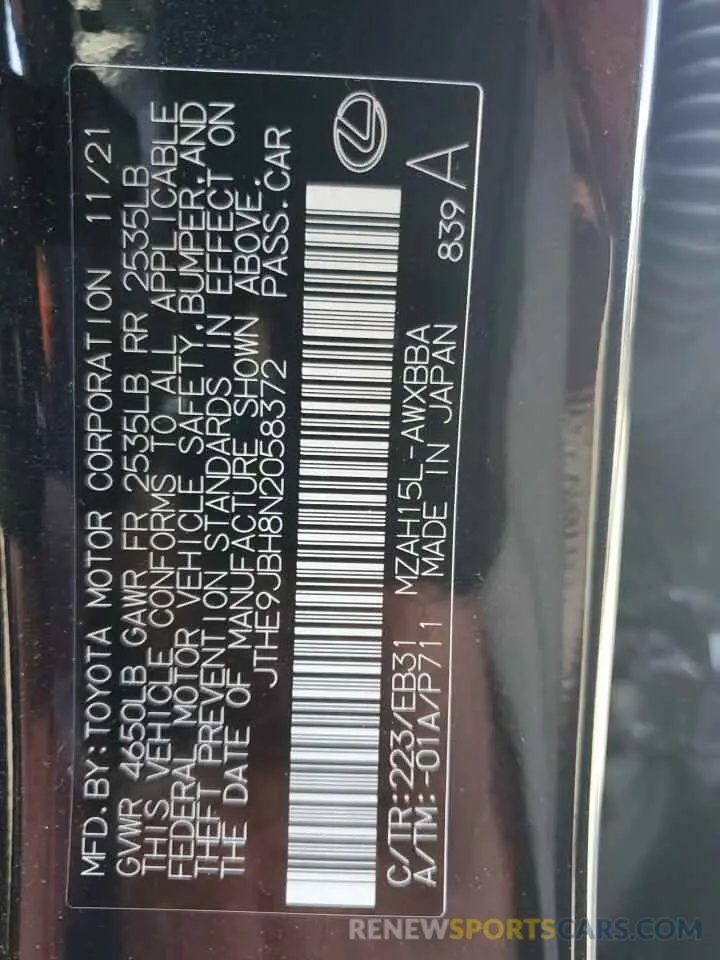 MFD.BY:TOYOTA MOTOR CORPORATION 11/21
GVWR 4650LB GAWR FR 2535LB RR 2535LB
THIS VEHICLE CONFORMS TO ALL APPLICABLE
FEDERAL MOTOR VEHICLE SAFETY,BUMPER,AND
THEFT PREVENTION STANDARDS IN EFFECT ON
THE DATE OF MANUFACTURE SHOWN ABOVE.
JTHE9JBH8N2058372 PASS.CAR
C/TR:223/EB31 MZAH15L-AWXBBA 839A
A/TM:-01A/P711 MADE IN JAPAN
RENEWSPORTSCARS.COM